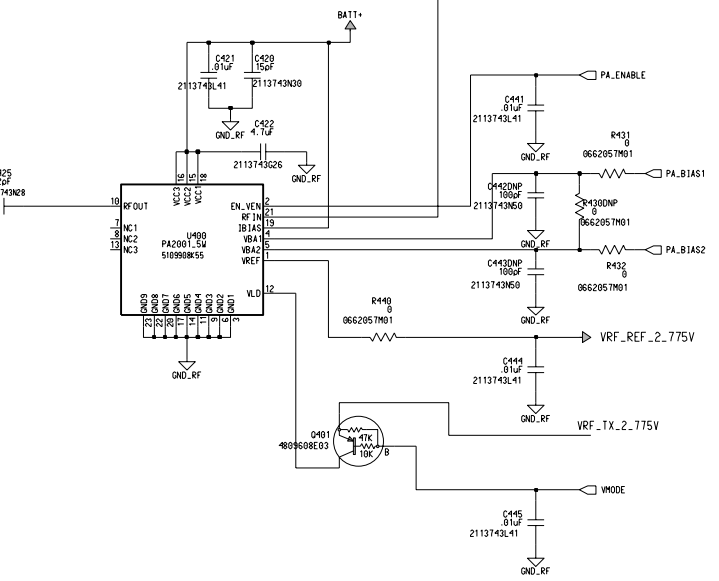 BATT+
C421
.01uF
2113743L41
C420
15pF
2113743N30
GND_RF
C422
4.7uF
2113743G26
GND_RF
PA_ENABLE
C441
.01uF
2113743L41
GND_RF
R431
0
0662057M01
PA_BIAS1
C442DNP
100pF
2113743N50
GND_RF
R430DNP
0
0662057M01
PA_BIAS2
R432
0
0662057M01
C443DNP
100pF
2113743N50
GND_RF
743N28
16 15 18
VCC3 VCC2 VCC1
10 RFOUT
7 NC1
8 NC2
13 NC3
U400
PA2001_5W
5109908K55
EN_VEN 2
RFIN 21
IBIAS 19
VBA1 4
VBA2 5
VREF 1
VLD 12
GND9 GND8 GND7 GND6 GND5 GND4 GND3 GND2 GND1
23 22 20 17 14 11 9 6 3
GND_RF
R440
0
0662057M01
VRF_REF_2_775V
C444
.01uF
2113743L41
GND_RF
VRF_TX_2_775V
Q401
4809608E03
47K
10K
B
VMODE
C445
.01uF
2113743L41
GND_RF